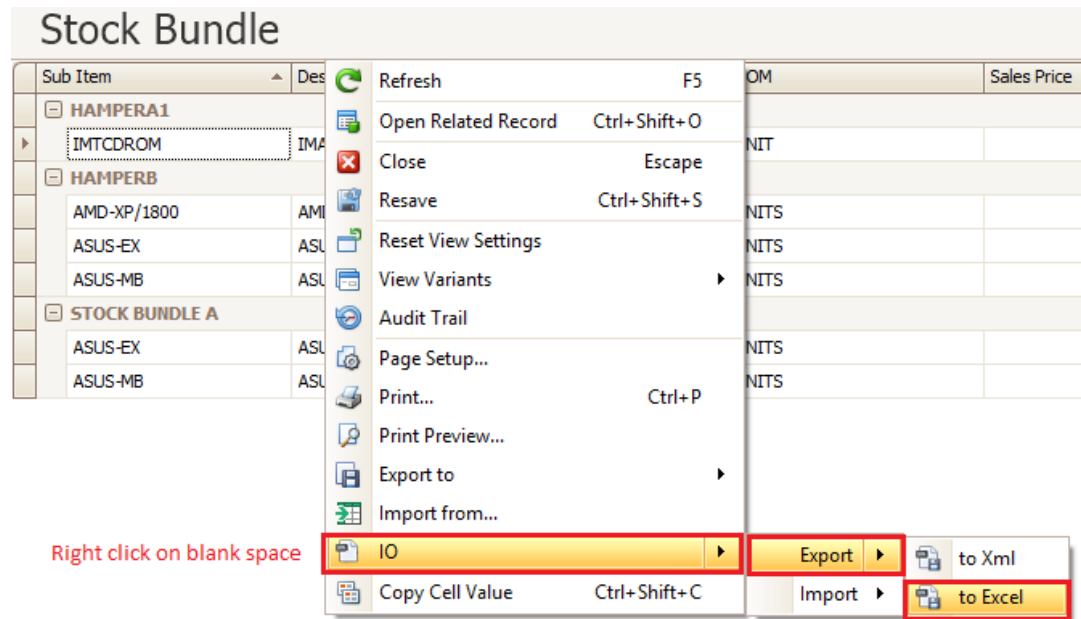 Stock Bundle
Sub Item Des OM Sales Price
HAMPERA1
IMTCDROM IMA NIT
HAMPERB
AMD-XP/1800 AM NITS
ASUS-EX ASU NITS
ASUS-MB ASU NITS
STOCK BUNDLE A
ASUS-EX ASU NITS
ASUS-MB ASU NITS
Refresh F5
Open Related Record Ctrl+Shift+O
Close Escape
Resave Ctrl+Shift+S
Reset View Settings
View Variants
Audit Trail
Page Setup...
Print... Ctrl+P
Print Preview...
Export to
Import from...
Right click on blank space IO Export to Xml
Copy Cell Value Ctrl+Shift+C Import to Excel